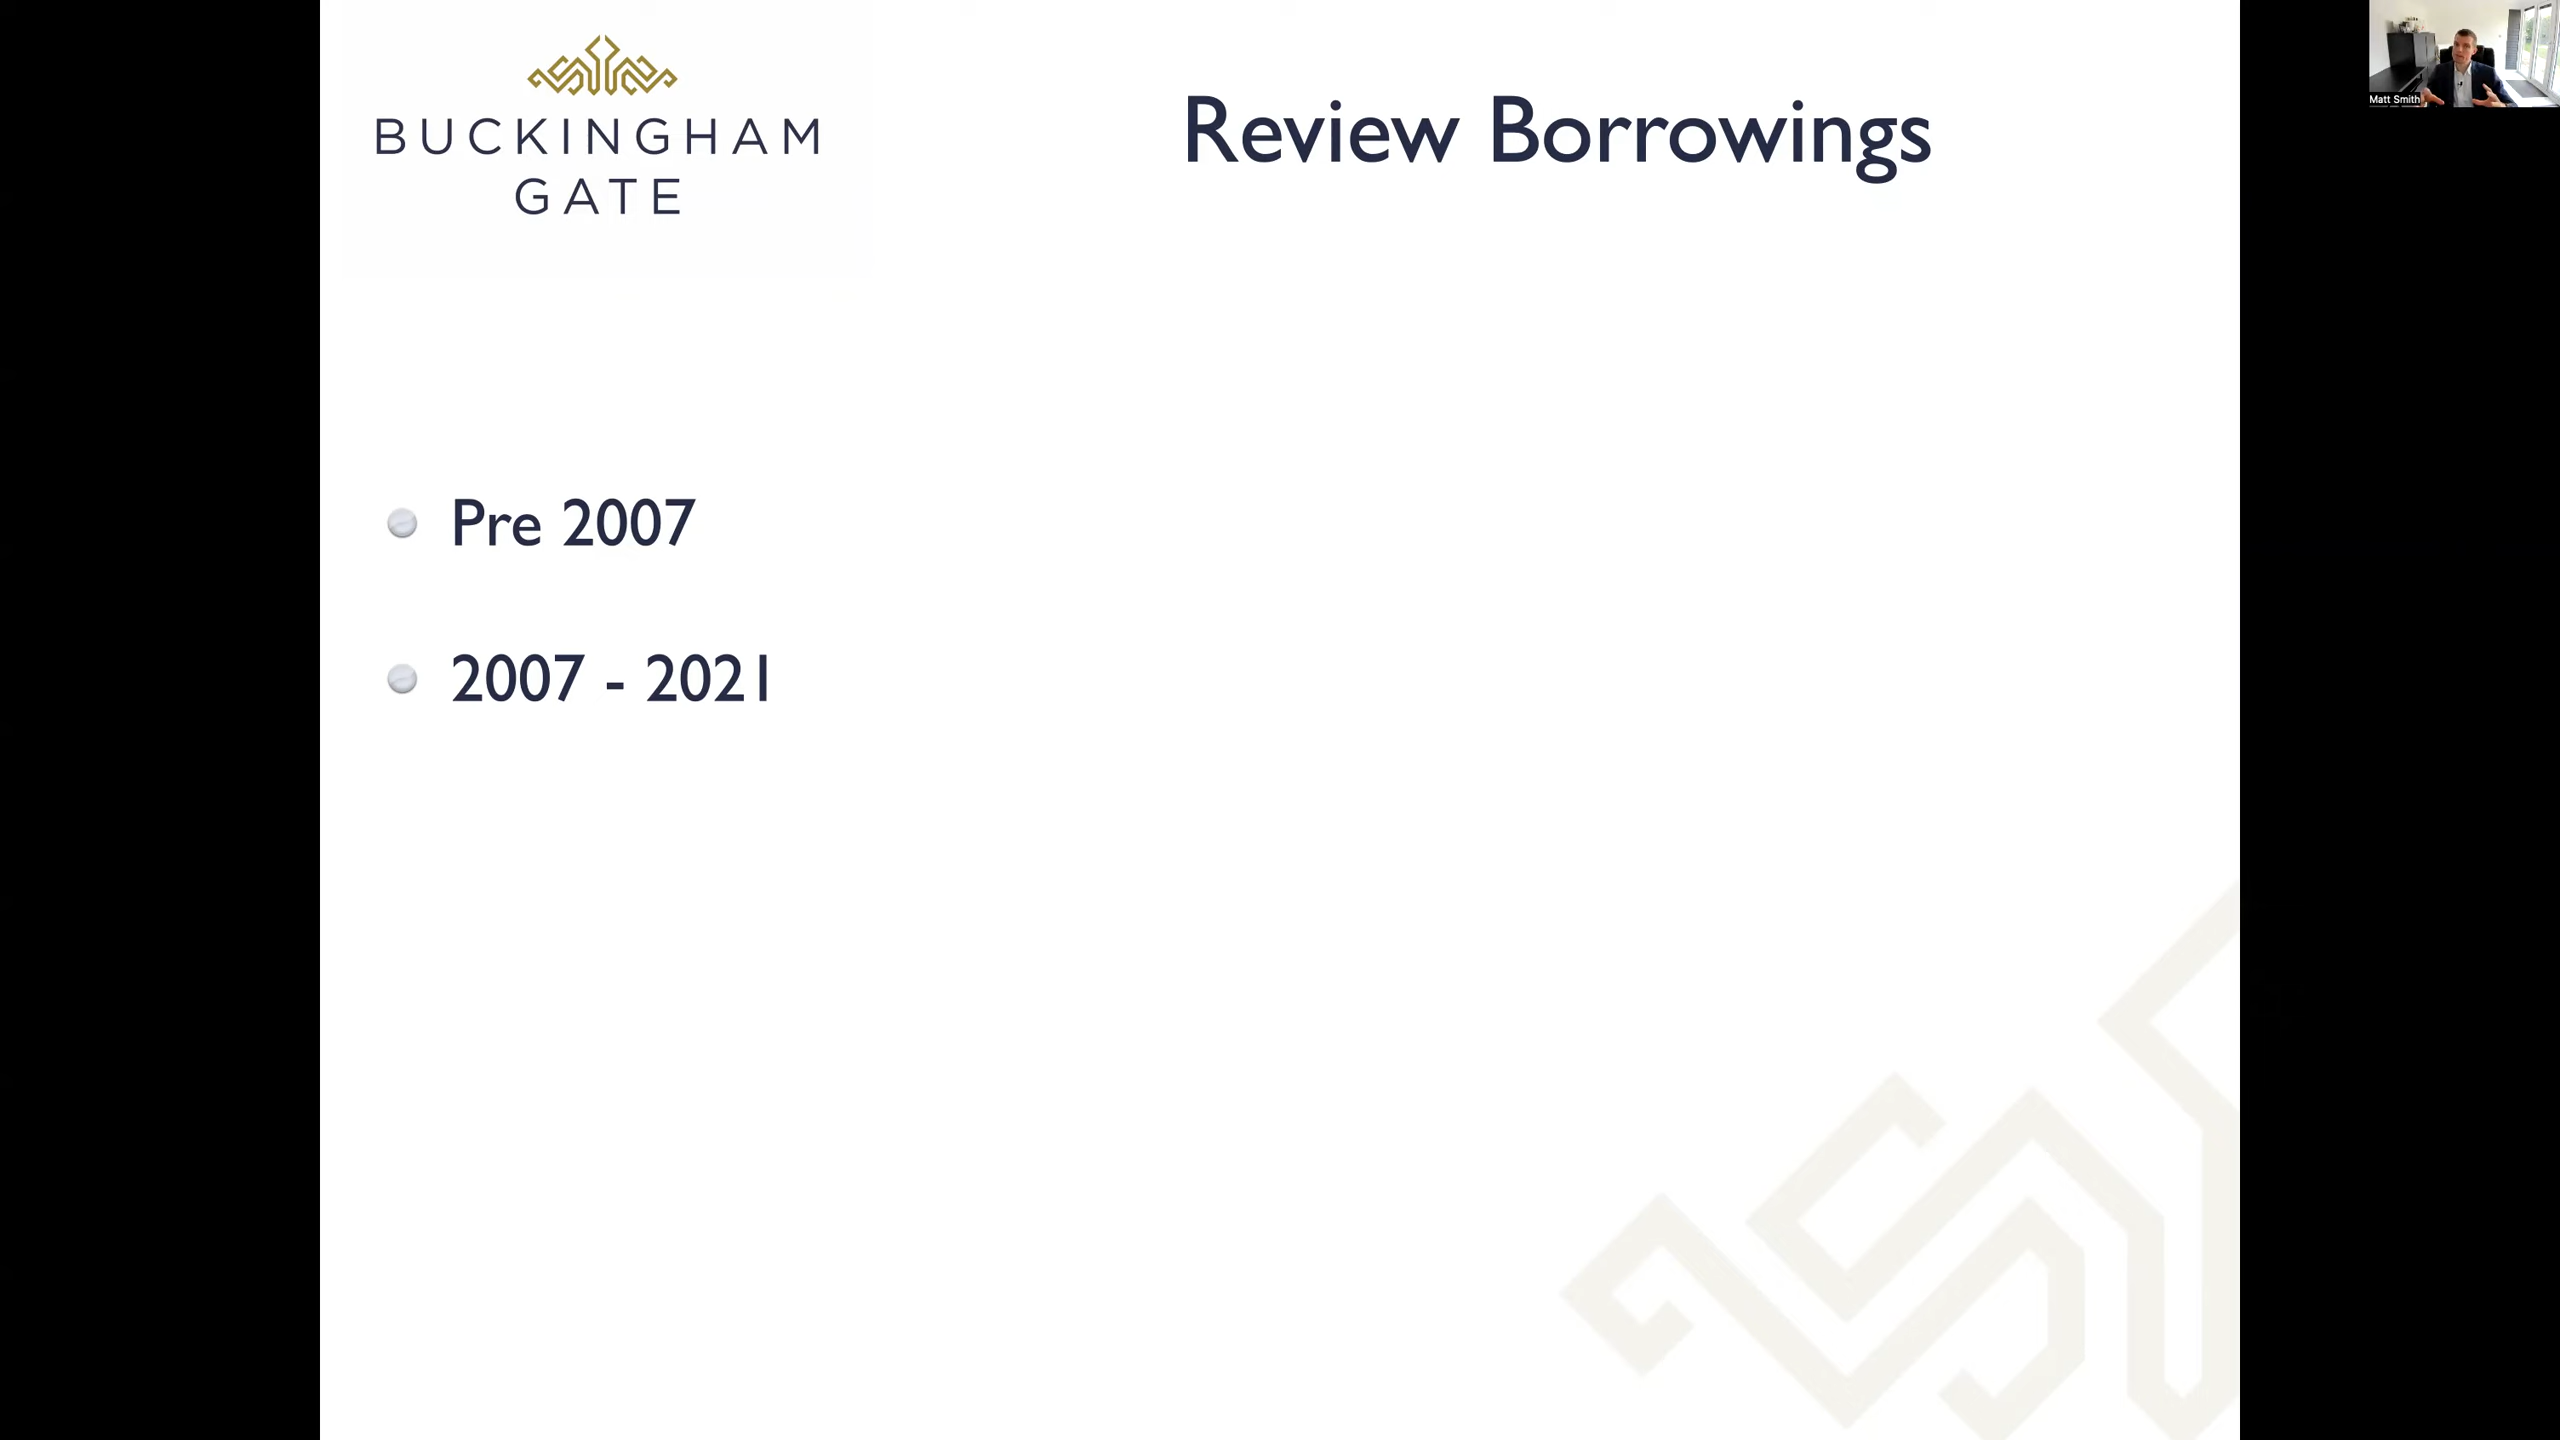 BUCKINGHAM
GATE
Review Borrowings
Matt Smith
Pre 2007
2007 - 2021